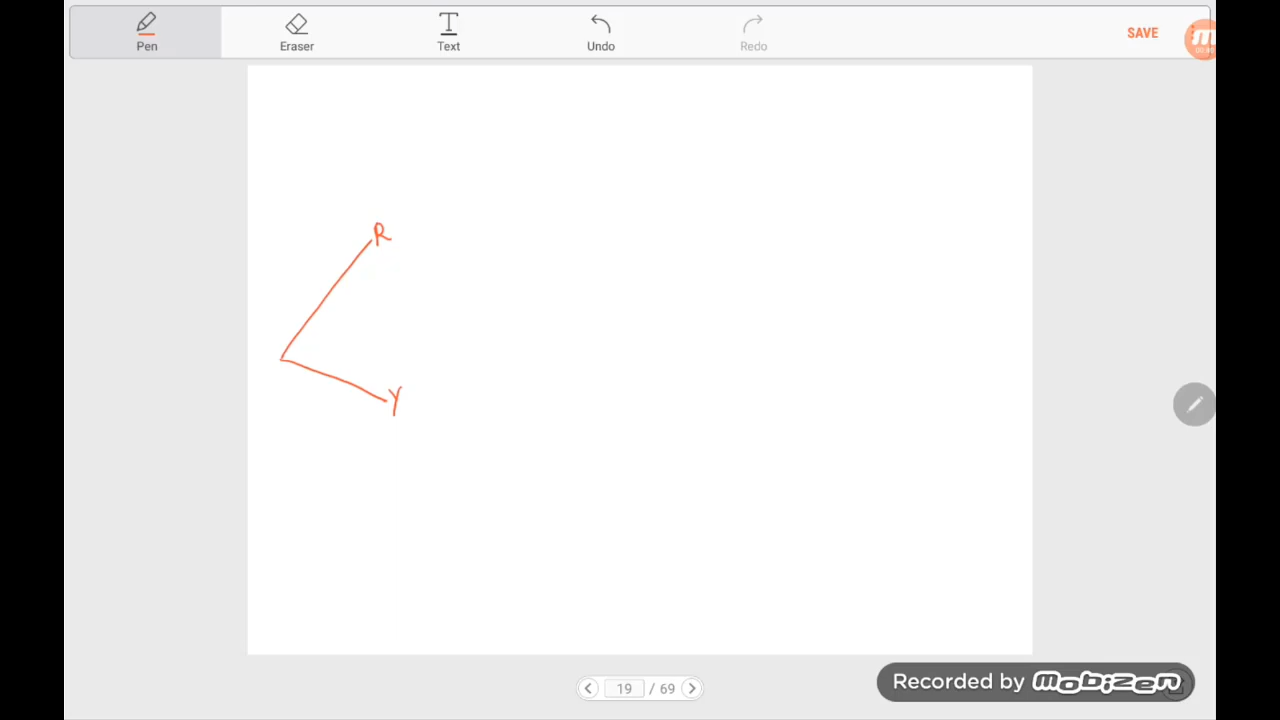 Pen
Eraser
Text
Undo
Redo
SAVE
R
Y
19 / 69
Recorded by mobizen